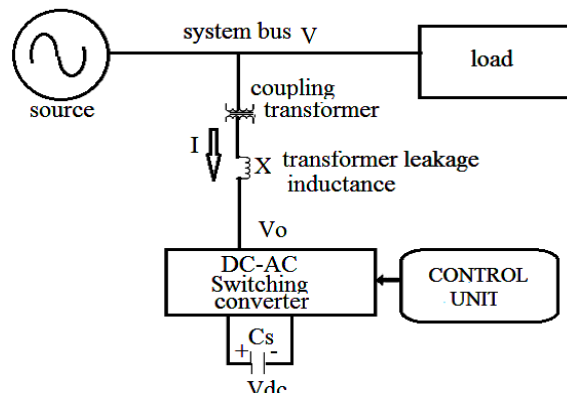 system bus V
source
load
coupling
transformer
I
X
transformer leakage
inductance
Vo
DC-AC
Switching
converter
CONTROL
UNIT
Cs
+ -
Vdc